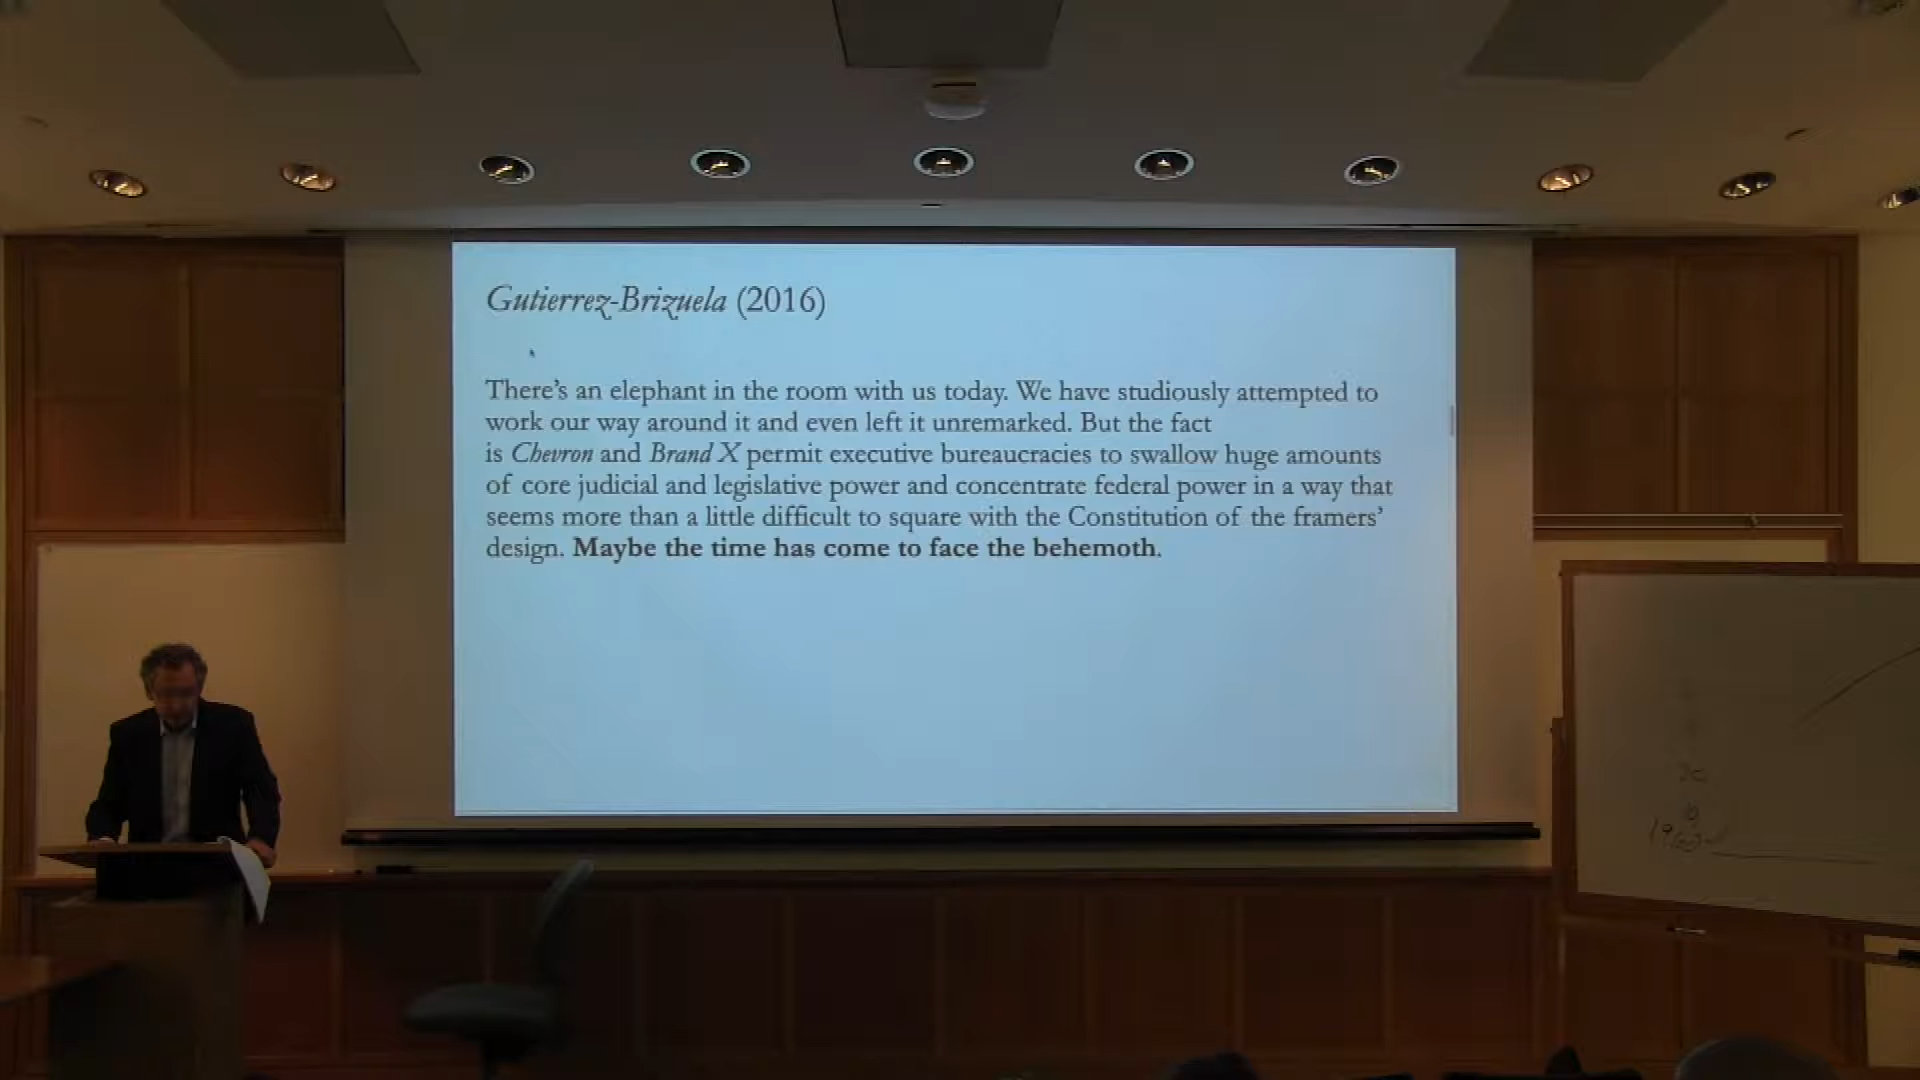 Gutierrez-Brizuela (2016)
There's an elephant in the room with us today. We have studiously attempted to
work our way around it and even left it unremarked. But the fact
is Chevron and Brand X permit executive bureaucracies to swallow huge amounts
of core judicial and legislative power and concentrate federal power in a way that
seems more than a little difficult to square with the Constitution of the framers'
design. Maybe the time has come to face the behemoth.